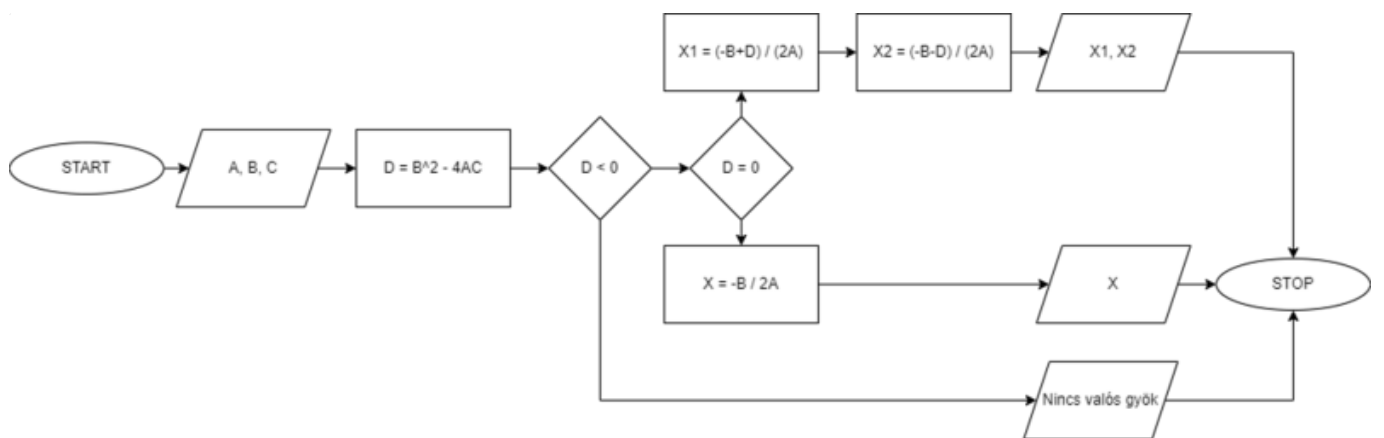 START
A, B, C
D = B^2 - 4AC
D < 0
D = 0
X1 = (-B+D) / (2A)
X2 = (-B-D) / (2A)
X1, X2
X = -B / 2A
X
STOP
Nincs valós gyök